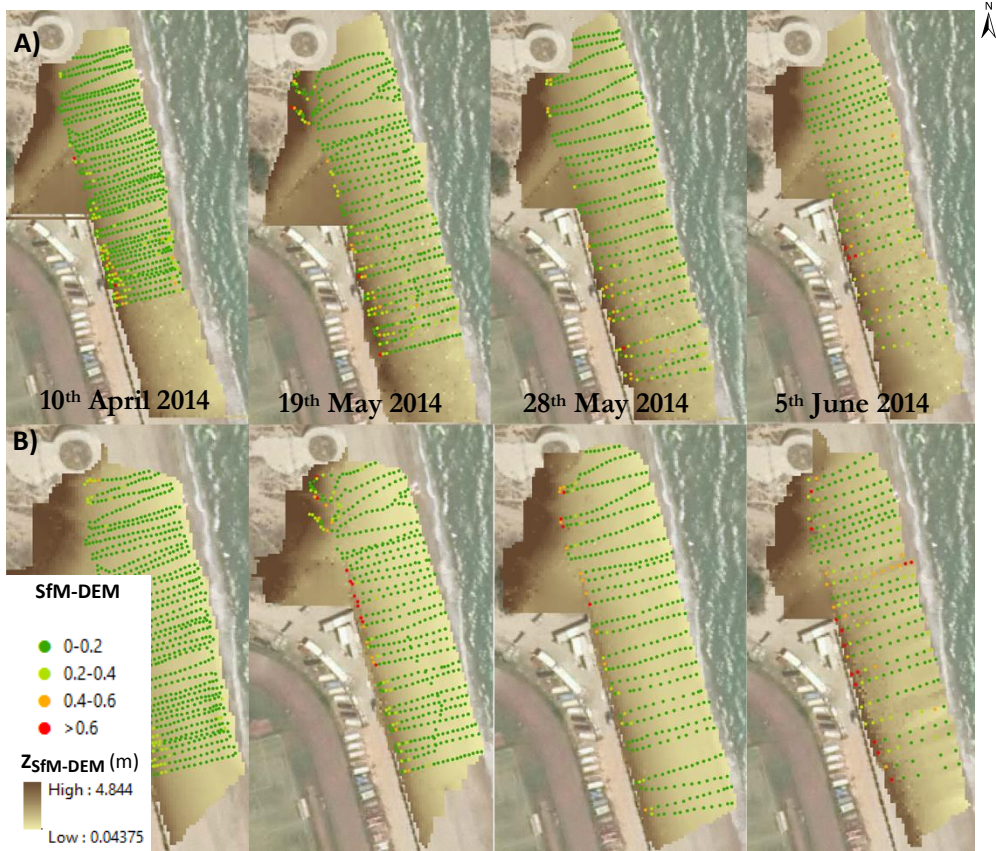 N
A)
10th April 2014
19th May 2014
28th May 2014
5th June 2014
B)
SfM-DEM
0-0.2
0.2-0.4
0.4-0.6
>0.6
ZSfM-DEM (m)
High : 4.844
Low : 0.04375